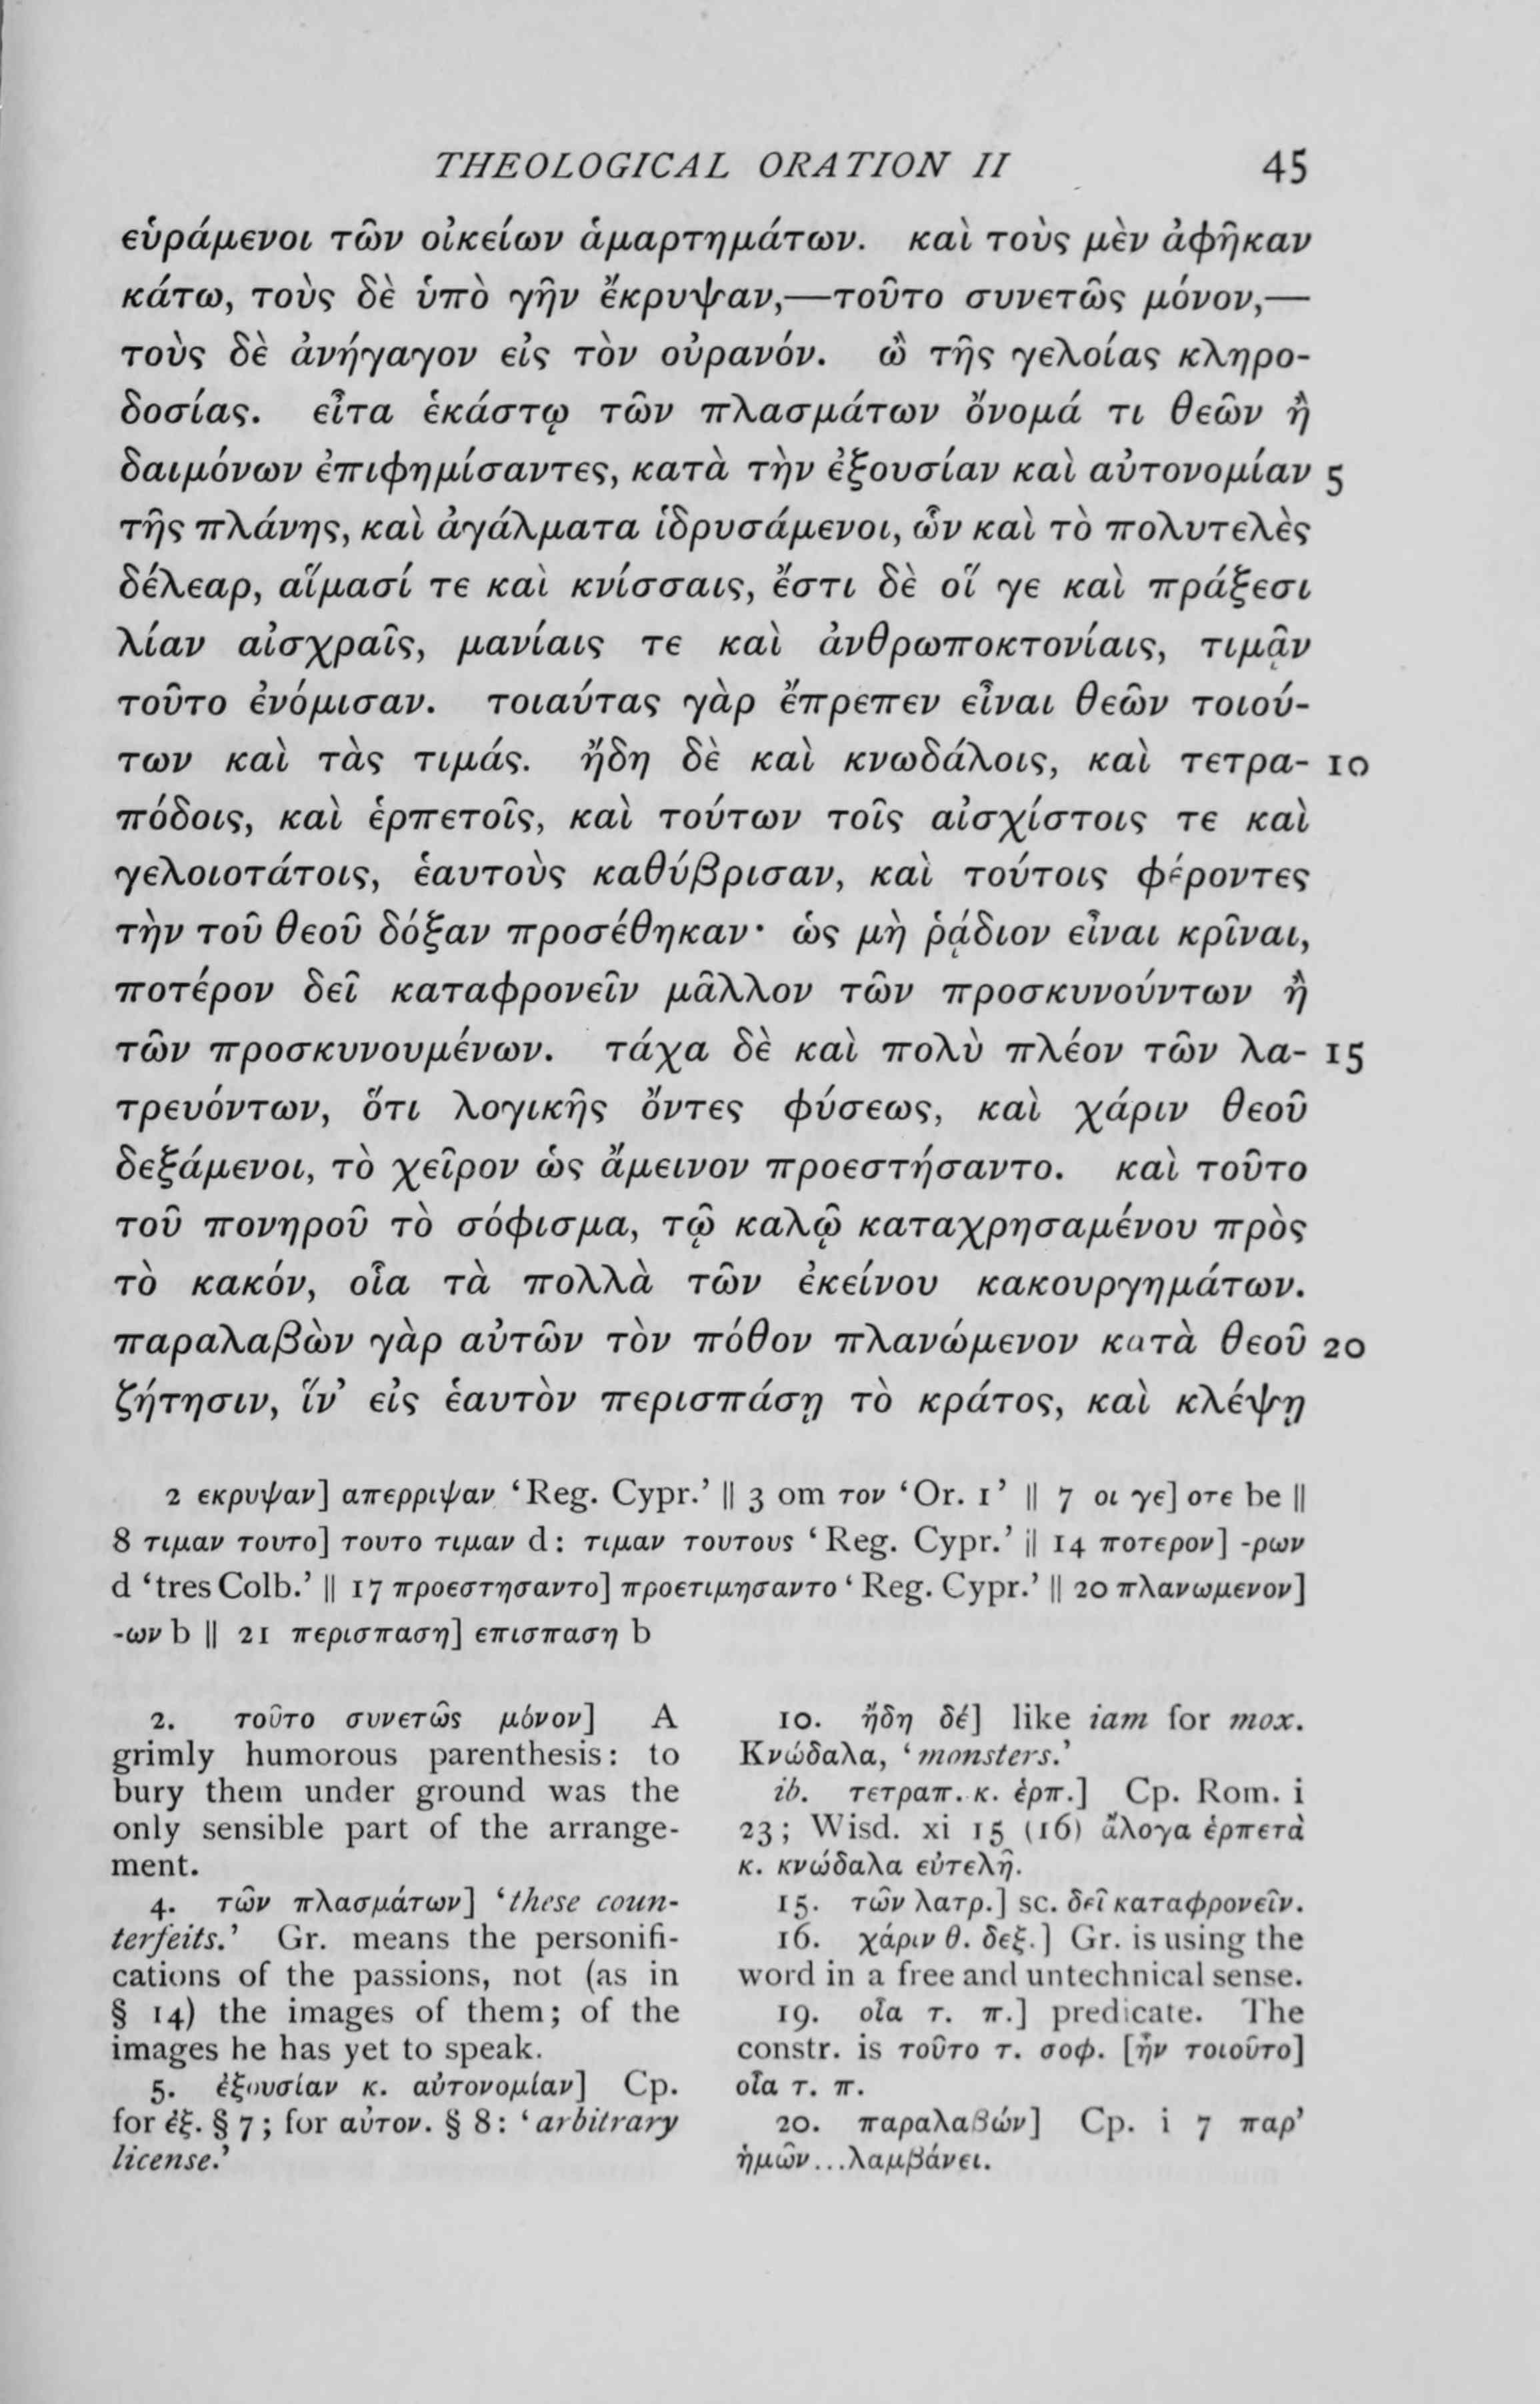 THEOLOGICAL ORATION II 45
εὑράμενοι τῶν οἰκείων ἁμαρτημάτων. καὶ τοὺς μὲν ἀφῆκαν
κάτω, τοὺς δὲ ὑπὸ γῆν ἔκρυψαν,—τοῦτο συνετῶς μόνον,—
τοὺς δὲ ἀνήγαγον εἰς τὸν οὐρανόν. ὢ τῆς γελοίας κληρο-
δοσίας. εἶτα ἑκάστῳ τῶν πλασμάτων ὄνομά τι θεῶν ἢ
δαιμόνων ἐπιφημίσαντες, κατὰ τὴν ἐξουσίαν καὶ αὐτονομίαν 5
τῆς πλάνης, καὶ ἀγάλματα ἱδρυσάμενοι, ὧν καὶ τὸ πολυτελὲς
δέλεαρ, αἵμασί τε καὶ κνίσσαις, ἔστι δὲ οἵ γε καὶ πράξεσι
λίαν αἰσχραῖς, μανίαις τε καὶ ἀνθρωποκτονίαις, τιμᾷν
τοῦτο ἐνόμισαν. τοιαύτας γὰρ ἔπρεπεν εἶναι θεῶν τοιού-
των καὶ τὰς τιμάς. ἤδη δὲ καὶ κνωδάλοις, καὶ τετρα- 10
πόδοις, καὶ ἑρπετοῖς, καὶ τούτων τοῖς αἰσχίστοις τε καὶ
γελοιοτάτοις, ἑαυτοὺς καθύβρισαν, καὶ τούτοις φέροντες
τὴν τοῦ θεοῦ δόξαν προσέθηκαν· ὡς μὴ ῥᾴδιον εἶναι κρῖναι,
ποτέρον δεῖ καταφρονεῖν μᾶλλον τῶν προσκυνούντων ἢ
τῶν προσκυνουμένων. τάχα δὲ καὶ πολὺ πλέον τῶν λα- 15
τρευόντων, ὅτι λογικῆς ὄντες φύσεως, καὶ χάριν θεοῦ
δεξάμενοι, τὸ χεῖρον ὡς ἄμεινον προεστήσαντο. καὶ τοῦτο
τοῦ πονηροῦ τὸ σόφισμα, τῷ καλῷ καταχρησαμένου πρὸς
τὸ κακόν, οἷα τὰ πολλὰ τῶν ἐκείνου κακουργημάτων.
παραλαβὼν γὰρ αὐτῶν τὸν πόθον πλανώμενον κατὰ θεοῦ 20
ζήτησιν, ἵν’ εἰς ἑαυτὸν περισπάσῃ τὸ κράτος, καὶ κλέψῃ
2 εκρυψαν] απερριψαν ‘Reg. Cypr.’ || 3 om τον ‘Or. 1’ || 7 οι γε] οτε be ||
8 τιμαν τουτο] τουτο τιμαν d: τιμαν τουτους ‘Reg. Cypr.’ || 14 ποτερον] -ρων
d ‘tres Colb.’ || 17 προεστησαντο] προετιμησαντο ‘Reg. Cypr.’ || 20 πλανωμενον]
-ων b || 21 περισπαση] επισπαση b
2. τοῦτο συνετῶς μόνον] A
grimly humorous parenthesis: to
bury them under ground was the
only sensible part of the arrange-
ment.
4. τῶν πλασμάτων] ‘these coun-
terfeits.’ Gr. means the personifi-
cations of the passions, not (as in
§ 14) the images of them; of the
images he has yet to speak.
5. ἐξουσίαν κ. αὐτονομίαν] Cp.
for ἐξ. § 7; for αὐτον. § 8: ‘arbitrary
license.’
10. ἤδη δέ] like iam for mox.
Κνώδαλα, ‘monsters.’
ib. τετραπ. κ. ἑρπ.] Cp. Rom. i
23; Wisd. xi 15 (16) ἄλογα ἑρπετὰ
κ. κνώδαλα εὐτελῆ.
15. τῶν λατρ.] sc. δεῖ καταφρονεῖν.
16. χάριν θ. δεξ.] Gr. is using the
word in a free and untechnical sense.
19. οἷα τ. π.] predicate. The
constr. is τοῦτο τ. σοφ. [ἦν τοιοῦτο]
οἷα τ. π.
20. παραλαβών] Cp. i 7 παρ’
ἡμῶν...λαμβάνει.